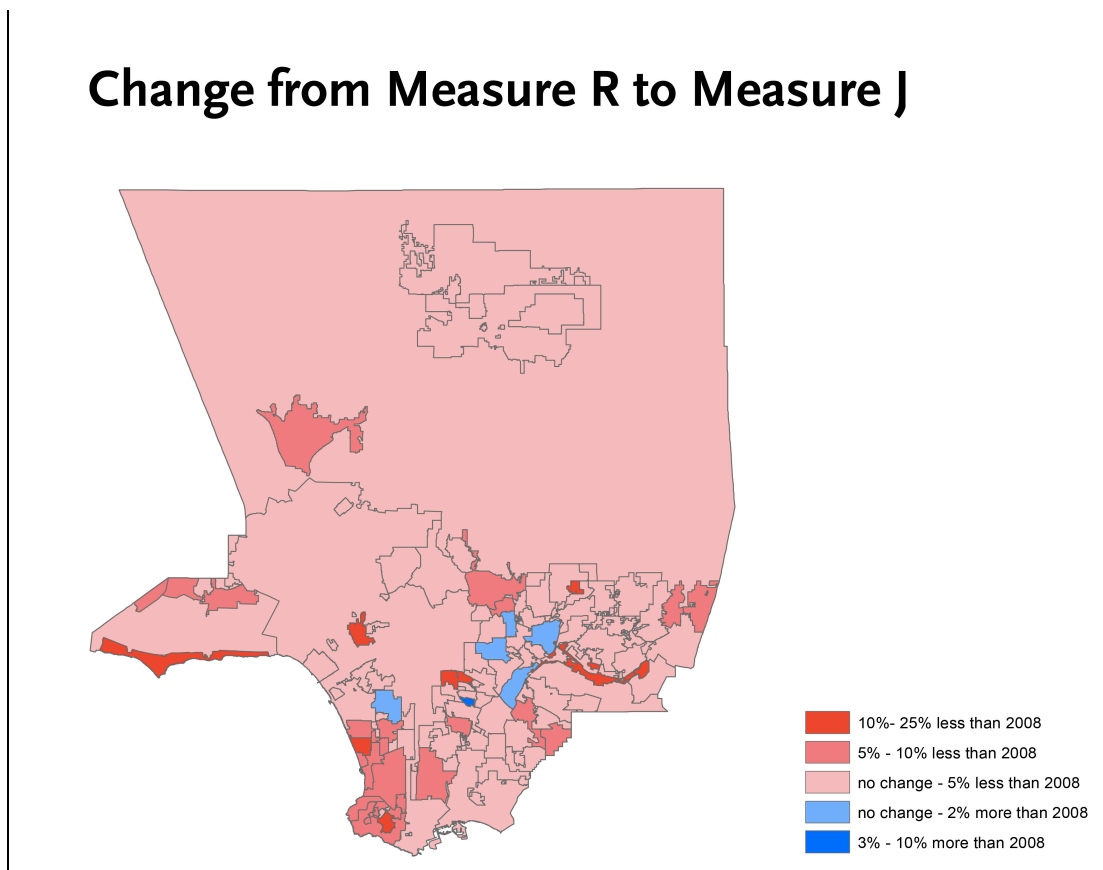 Change from Measure R to Measure J
10%- 25% less than 2008
5% - 10% less than 2008
no change - 5% less than 2008
no change - 2% more than 2008
3% - 10% more than 2008